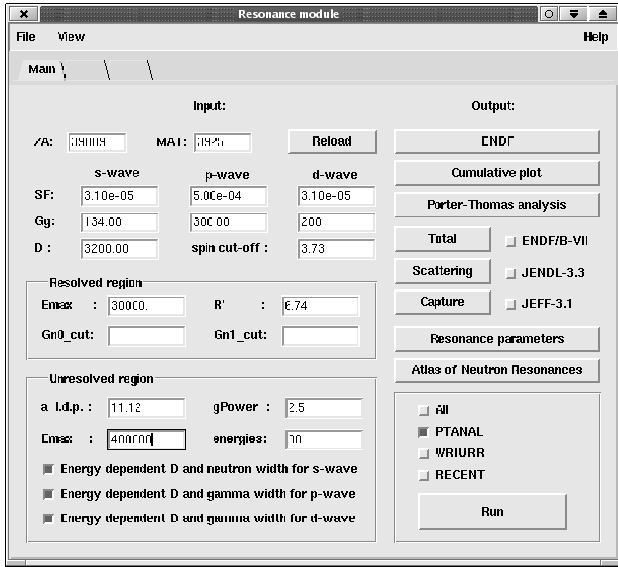 Resonance module
File View Help
Main
Input: Output:
ZA: 39089 MAT: 3925 Reload ENDF
s-wave p-wave d-wave Cumulative plot
SF: 3.10e-05 5.00e-04 3.10e-05 Porter-Thomas analysis
Gg: 134.00 300.00 200
D : 3200.00 spin cut-off : 3.73
Total ENDF/B-VII
Scattering JENDL-3.3
Capture JEFF-3.1
Resolved region
Emax : 30000. R' : 6.74
Gn0_cut: Gn1_cut:
Resonance parameters
Atlas of Neutron Resonances
Unresolved region
a l.d.p. : 11.12 gPower : 2.5
Emax : 400000 energies:
Energy dependent D and neutron width for s-wave
Energy dependent D and gamma width for p-wave
Energy dependent D and gamma width for d-wave
All
PTANAL
WRIURR
RECENT
Run